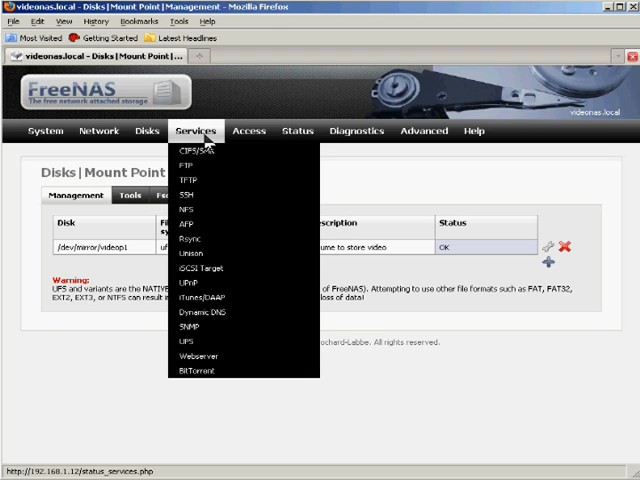 videonas.local - Disks|Mount Point|Management - Mozilla Firefox
File Edit View History Bookmarks Tools Help
Most Visited Getting Started Latest Headlines
videonas.local - Disks|Mount Point|...
FreeNAS
The free network attached storage
videonas.local
System Network Disks Services Access Status Diagnostics Advanced Help
Disks|Mount Point
CIFS/SMB
FTP
TFTP
SSH
NFS
AFP
Rsync
Unison
iSCSI Target
UPnP
iTunes/DAAP
Dynamic DNS
SNMP
UPS
Webserver
BitTorrent
Management Tools
Disk escription Status
/dev/mirror/videop1 uf ume to store video OK
Warning:
UFS and variants are the NATIVE of FreeNAS). Attempting to use other file formats such as FAT, FAT32,
EXT2, EXT3, or NTFS can result i loss of data!
ochard-Labbe. All rights reserved.
http://192.168.1.12/status_services.php